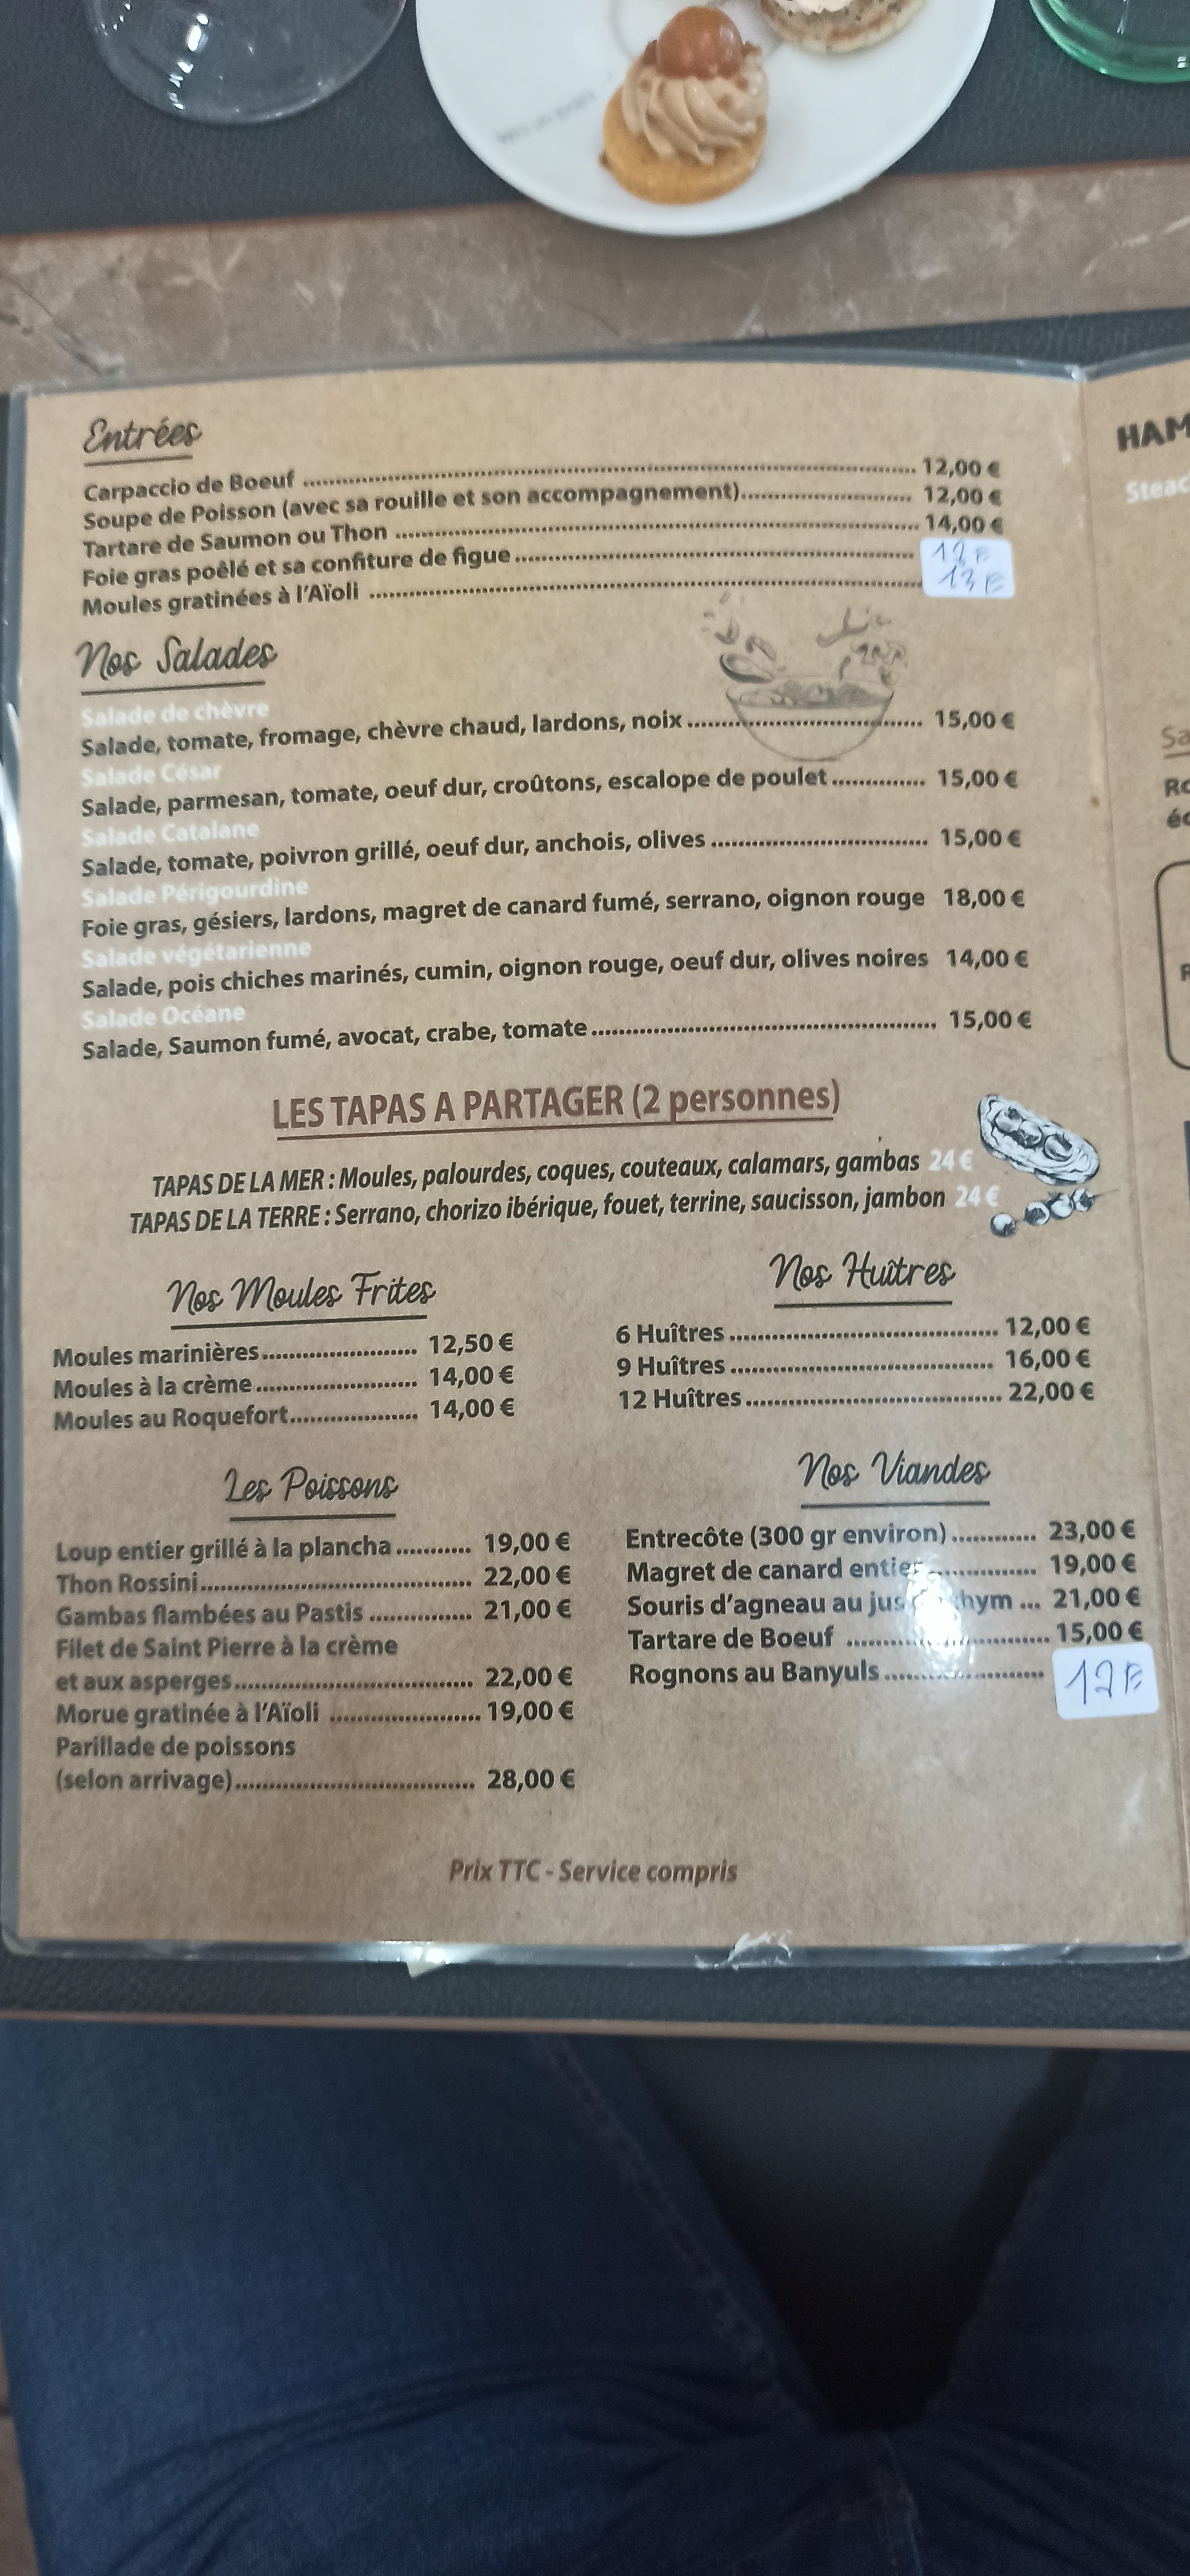 Entrées
Carpaccio de Boeuf ........ 12,00 €
Soupe de Poisson (avec sa rouille et son accompagnement)........ 12,00 €
Tartare de Saumon ou Thon ........ 14,00 €
Foie gras poêlé et sa confiture de figue ........
Moules gratinées à l'Aïoli ........ 13 €
Nos Salades
Salade de chèvre
Salade, tomate, fromage, chèvre chaud, lardons, noix ........ 15,00 €
Salade César
Salade, parmesan, tomate, oeuf dur, croûtons, escalope de poulet ........ 15,00 €
Salade Catalane
Salade, tomate, poivron grillé, oeuf dur, anchois, olives ........ 15,00 €
Salade Périgourdine
Foie gras, gésiers, lardons, magret de canard fumé, serrano, oignon rouge 18,00 €
Salade végétarienne
Salade, pois chiches marinés, cumin, oignon rouge, oeuf dur, olives noires 14,00 €
Salade Océane
Salade, Saumon fumé, avocat, crabe, tomate ........ 15,00 €
LES TAPAS A PARTAGER (2 personnes)
TAPAS DE LA MER : Moules, palourdes, coques, couteaux, calamars, gambas 24 €
TAPAS DE LA TERRE : Serrano, chorizo ibérique, fouet, terrine, saucisson, jambon 24 €
Nos Moules Frites
Moules marinières ........ 12,50 €
Moules à la crème ........ 14,00 €
Moules au Roquefort ........ 14,00 €
Nos Huîtres
6 Huîtres ........ 12,00 €
9 Huîtres ........ 16,00 €
12 Huîtres ........ 22,00 €
Les Poissons
Loup entier grillé à la plancha ........ 19,00 €
Thon Rossini ........ 22,00 €
Gambas flambées au Pastis ........ 21,00 €
Filet de Saint Pierre à la crème
et aux asperges ........ 22,00 €
Morue gratinée à l'Aïoli ........ 19,00 €
Parillade de poissons
(selon arrivage) ........ 28,00 €
Nos Viandes
Entrecôte (300 gr environ) ........ 23,00 €
Magret de canard entier ........ 19,00 €
Souris d'agneau au jus thym ... 21,00 €
Tartare de Boeuf ........ 15,00 €
Rognons au Banyuls ........ 12 €
Prix TTC - Service compris
HAM
Steac
Sa